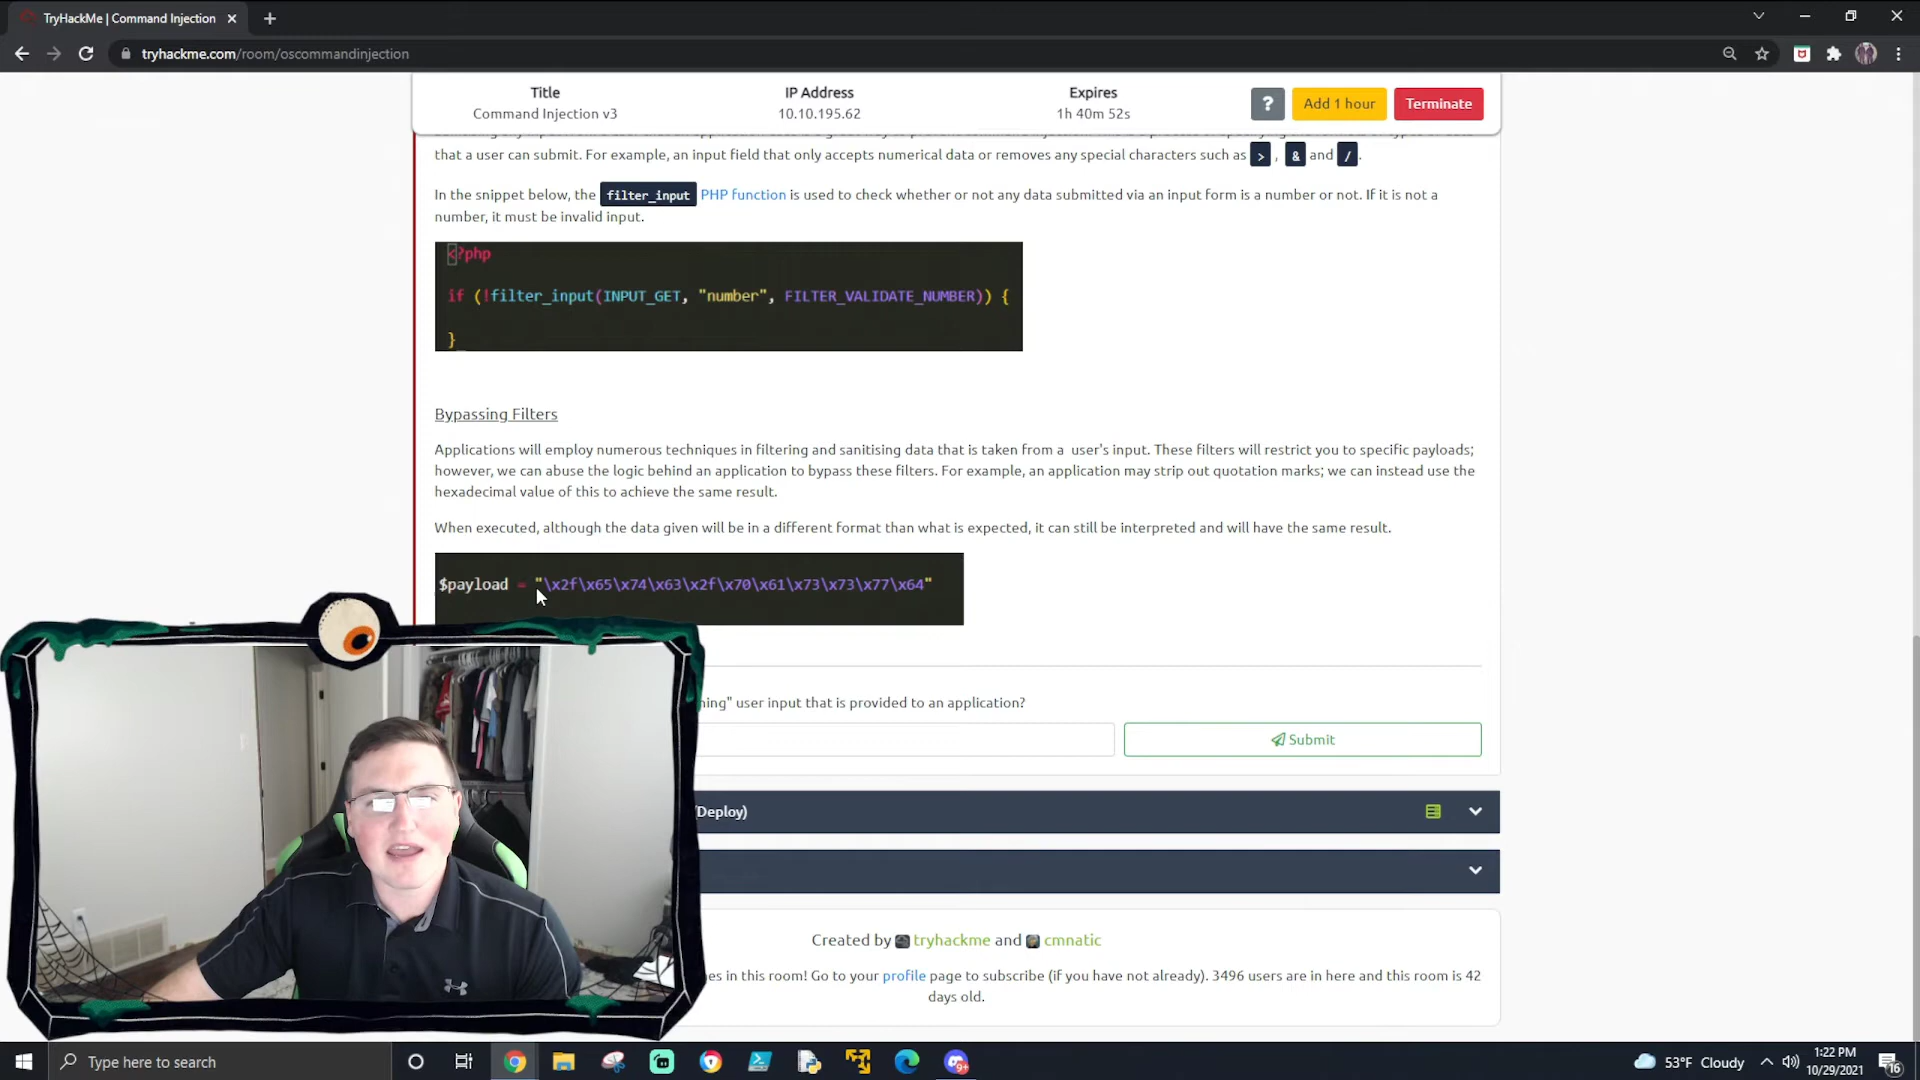 TryHackMe | Command Injection
tryhackme.com/room/oscommandinjection
Title
IP Address
Expires
Command Injection v3
10.10.195.62
1h 40m 52s
?
Add 1 hour
Terminate
that a user can submit. For example, an input field that only accepts numerical data or removes any special characters such as > , & and / .
In the snippet below, the filter_input PHP function is used to check whether or not any data submitted via an input form is a number or not. If it is not a
number, it must be invalid input.
<?php
if (!filter_input(INPUT_GET, "number", FILTER_VALIDATE_NUMBER)) {
}
Bypassing Filters
Applications will employ numerous techniques in filtering and sanitising data that is taken from a user's input. These filters will restrict you to specific payloads;
however, we can abuse the logic behind an application to bypass these filters. For example, an application may strip out quotation marks; we can instead use the
hexadecimal value of this to achieve the same result.
When executed, although the data given will be in a different format than what is expected, it can still be interpreted and will have the same result.
$payload = "\x2f\x65\x74\x63\x2f\x70\x61\x73\x73\x77\x64"
ning" user input that is provided to an application?
Submit
/Deploy)
Created by tryhackme and cmnatic
nes in this room! Go to your profile page to subscribe (if you have not already). 3496 users are in here and this room is 42
days old.
Type here to search
9+
53°F Cloudy
1:22 PM
10/29/2021
16